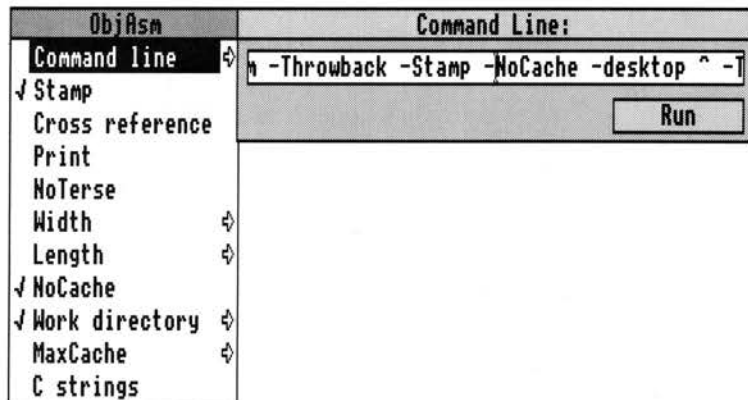 ObjAsm
Command line
Stamp
Cross reference
Print
NoTerse
Width
Length
NoCache
Work directory
MaxCache
C strings
Command Line:
m -Throwback -Stamp -NoCache -desktop ^ -T
Run